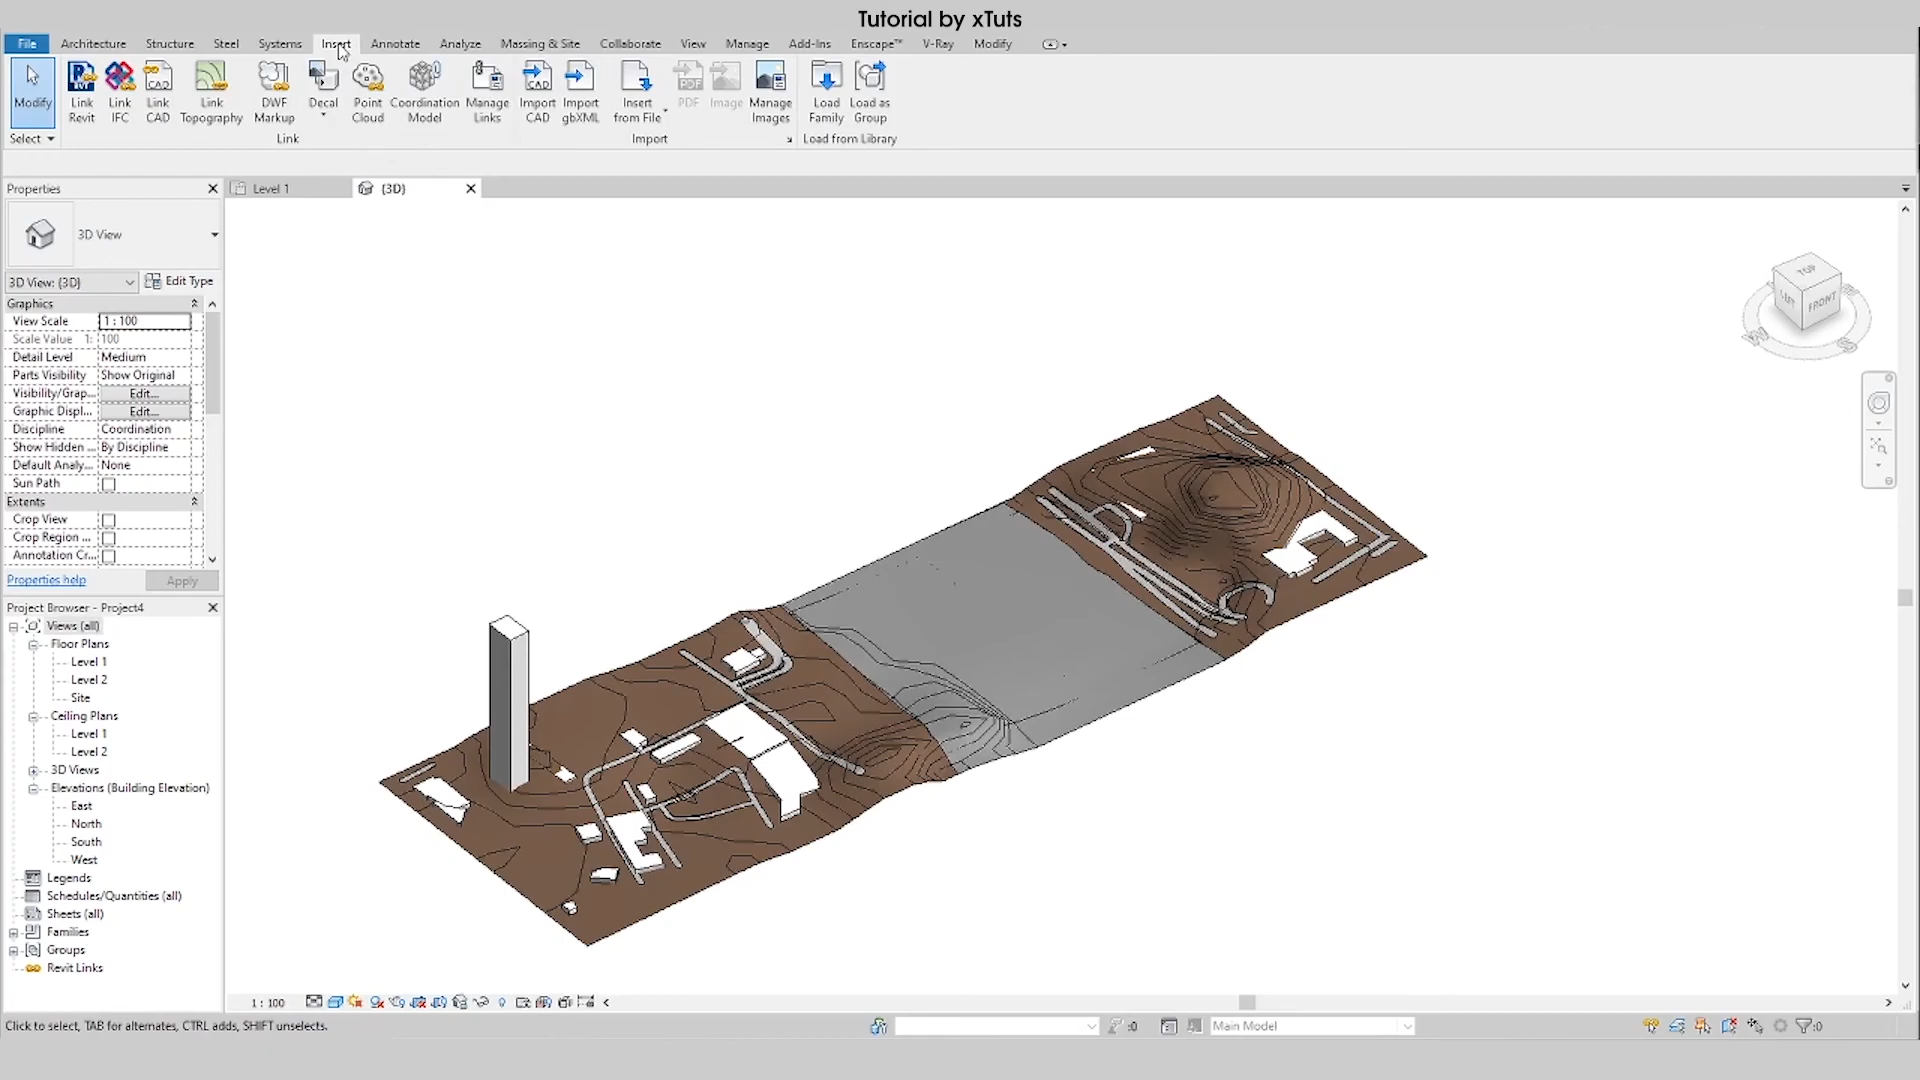 Tutorial by xTuts
File Architecture Structure Steel Systems Insert Annotate Analyze Massing & Site Collaborate View Manage Add-Ins Enscape™ V-Ray Modify
Modify
Link Revit
Link IFC
Link CAD
Link Topography
DWF Markup
Decal
Point Cloud
Coordination Model
Manage Links
Import CAD
Import gbXML
Insert from File
PDF
Image
Manage Images
Load Family
Load as Group
Select Link Import Load from Library
Properties
Level 1
{3D}
3D View
3D View: {3D}
Edit Type
Graphics
View Scale 1 : 100
Scale Value 1: 100
Detail Level Medium
Parts Visibility Show Original
Visibility/Grap... Edit...
Graphic Displ... Edit...
Discipline Coordination
Show Hidden ... By Discipline
Default Analy... None
Sun Path
Extents
Crop View
Crop Region ...
Annotation Cr...
Properties help Apply
Project Browser - Project4
Views (all)
Floor Plans
Level 1
Level 2
Site
Ceiling Plans
Level 1
Level 2
3D Views
Elevations (Building Elevation)
East
North
South
West
Legends
Schedules/Quantities (all)
Sheets (all)
Families
Groups
Revit Links
TOP
LEFT
FRONT
W
S
1 : 100
Click to select, TAB for alternates, CTRL adds, SHIFT unselects.
:0
Main Model
:0